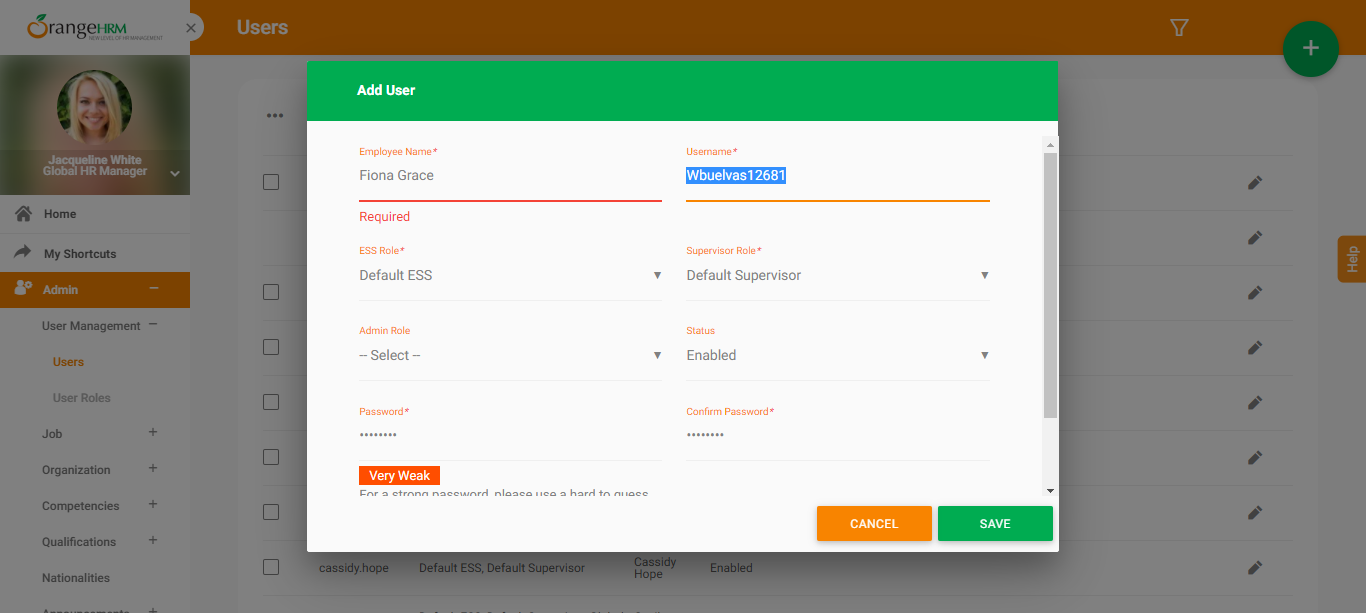 OrangeHRM
NEW LEVEL OF HR MANAGEMENT
Users
Jacqueline White
Global HR Manager
Home
My Shortcuts
Admin
User Management
Users
User Roles
Job
Organization
Competencies
Qualifications
Nationalities
Add User
Employee Name*
Username*
Fiona Grace
Wbuelvas12681
Required
ESS Role*
Supervisor Role*
Default ESS
Default Supervisor
Admin Role
Status
-- Select --
Enabled
Password*
Confirm Password*
••••••••
••••••••
Very Weak
For a strong password, please use a hard to guess
CANCEL
SAVE
cassidy.hope
Default ESS, Default Supervisor
Cassidy
Hope
Enabled
Help